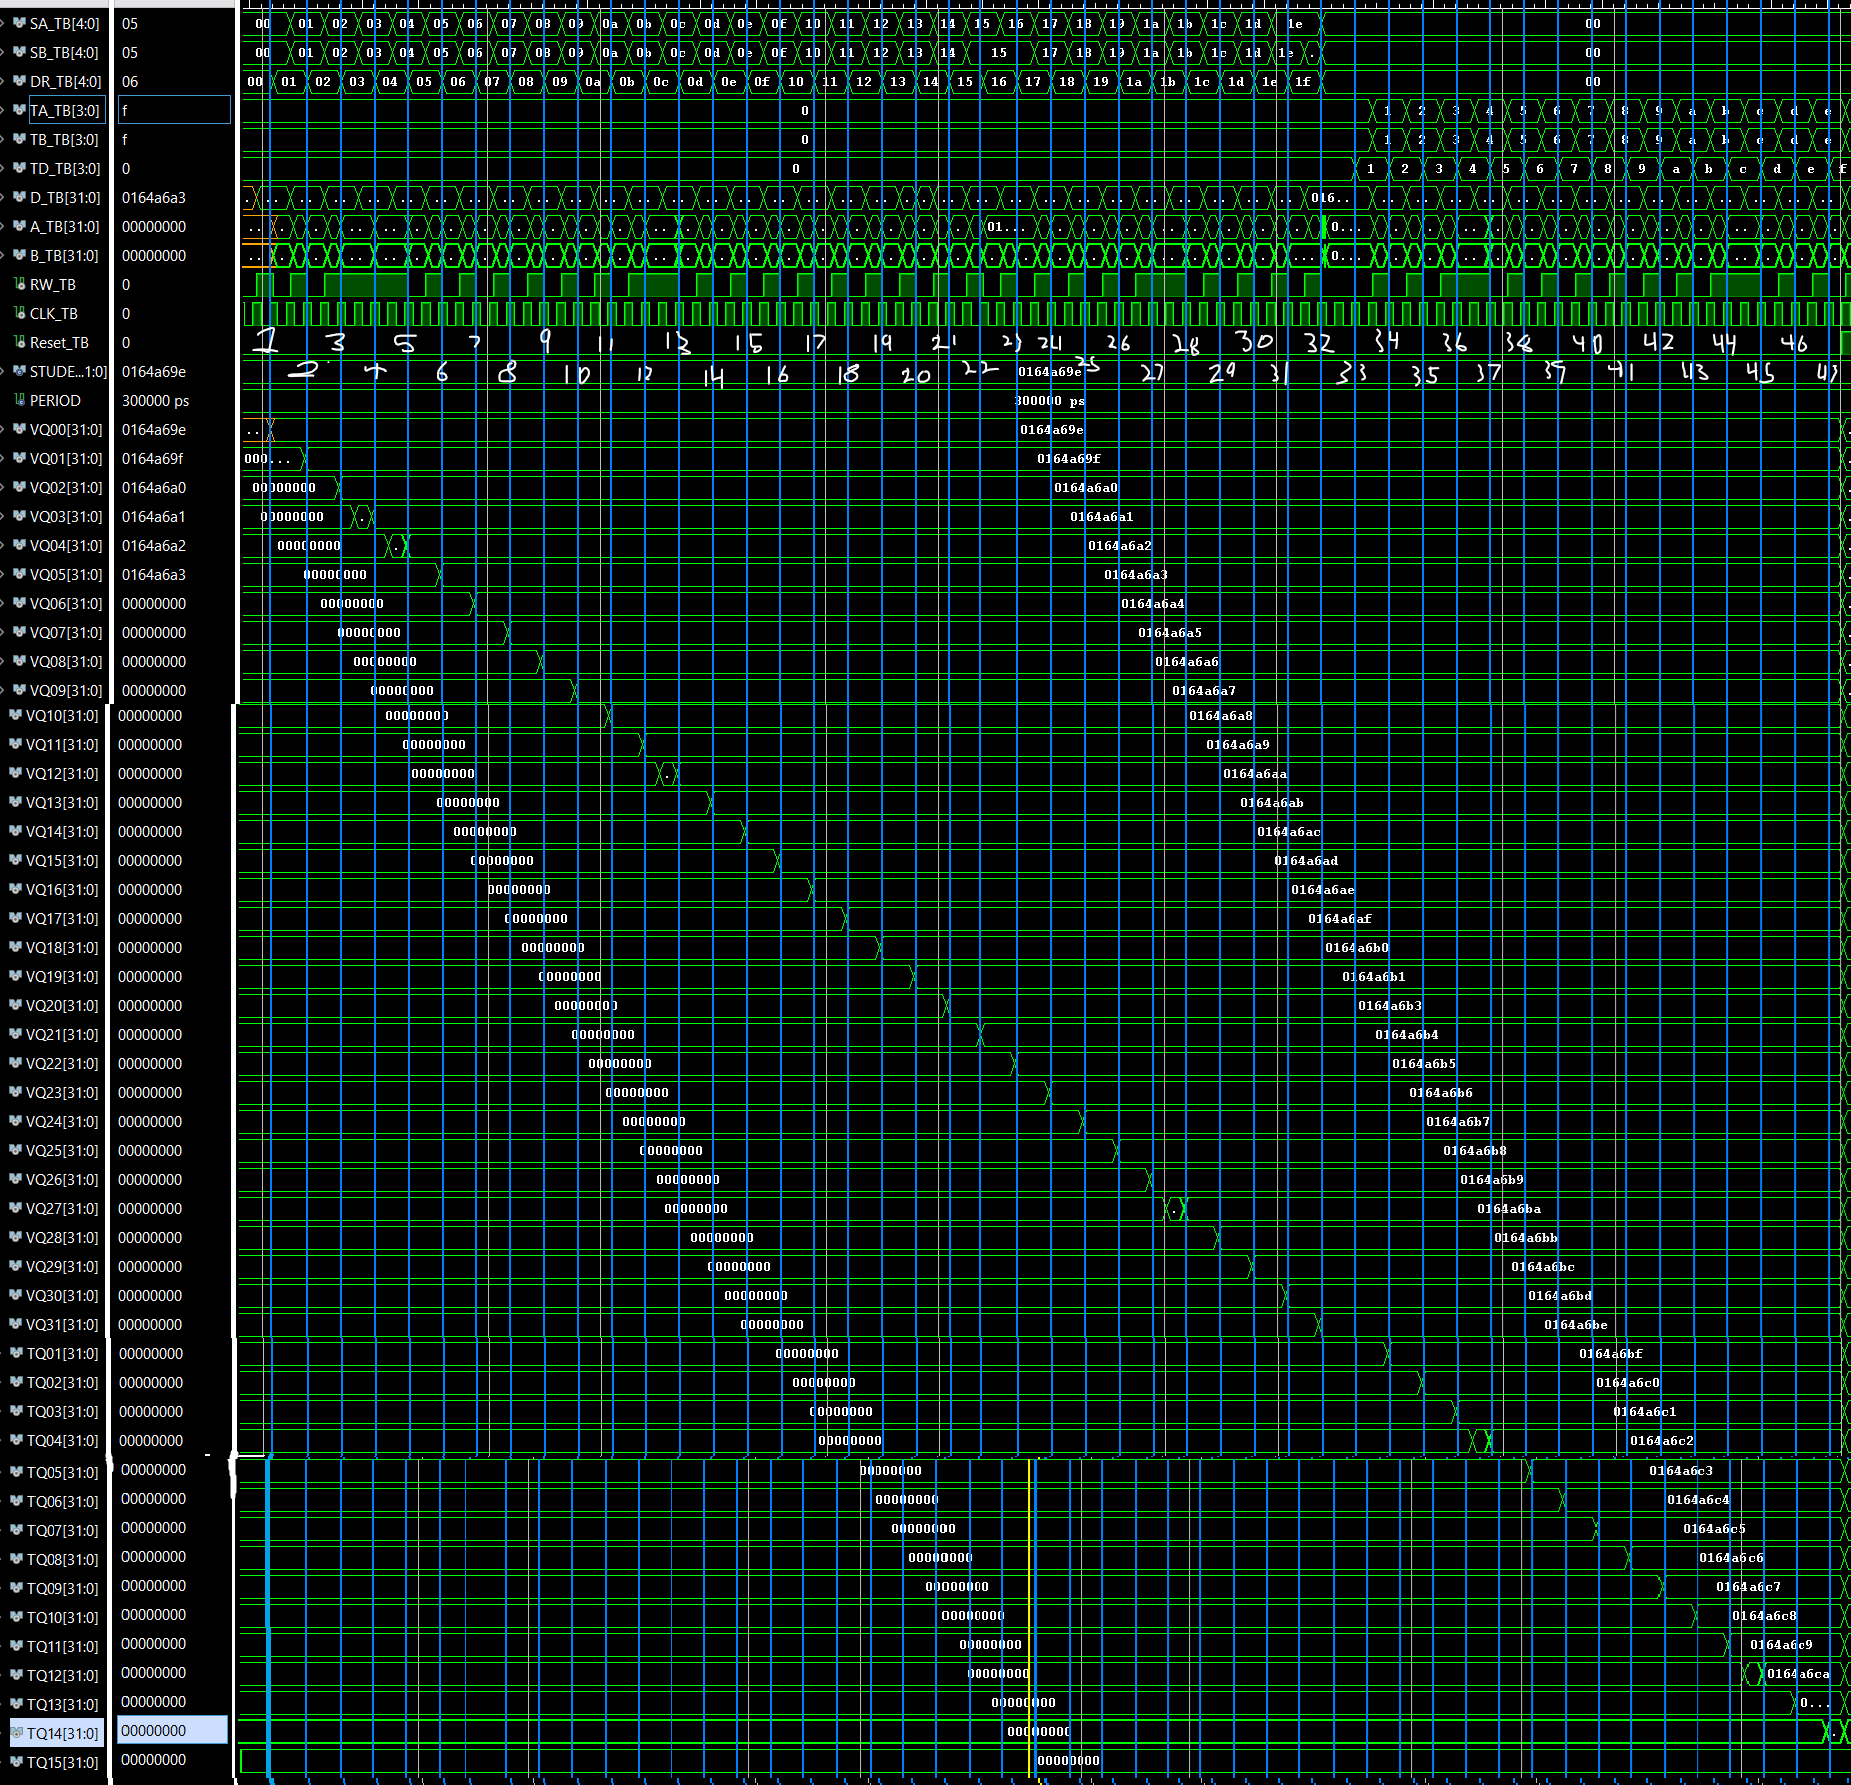 SA_TB[4:0] 05 00 01 02 03 04 05 06 07 08 09 0a 0b 0c 0d 0e 0f 10 11 12 13 14 15 16 17 18 19 1a 1b 1c 1d 1e 00
SB_TB[4:0] 05 00 01 02 03 04 05 06 07 08 09 0a 0b 0c 0d 0e 0f 10 11 12 13 14 15 17 18 19 1a 1b 1c 1d 1e . 00
DR_TB[4:0] 06 00 01 02 03 04 05 06 07 08 09 0a 0b 0c 0d 0e 0f 10 11 12 13 14 15 16 17 18 19 1a 1b 1c 1d 1e 1f 00
TA_TB[3:0] f 0 1 2 3 4 5 6 7 8 9 a b c d e
TB_TB[3:0] f 0 1 2 3 4 5 6 7 8 9 a b c d e
TD_TB[3:0] 0 0 1 2 3 4 5 6 7 8 9 a b c d e f
D_TB[31:0] 0164a6a3 016..
A_TB[31:0] 00000000 01... 0...
B_TB[31:0] 00000000 0...
RW_TB 0
CLK_TB 0
Reset_TB 0 1 3 5 7 9 11 13 15 17 19 21 23 24 26 28 30 32 34 36 38 40 42 44 46
STUDE...1:0] 0164a69e 2 4 6 8 10 12 14 16 18 20 22 0164a69e 25 27 29 31 33 35 37 39 41 43 45 47
PERIOD 300000 ps 300000 ps
VQ00[31:0] 0164a69e .. 0164a69e
VQ01[31:0] 0164a69f 000... 0164a69f
VQ02[31:0] 0164a6a0 00000000 0164a6a0
VQ03[31:0] 0164a6a1 00000000 . 0164a6a1
VQ04[31:0] 0164a6a2 00000000 . 0164a6a2
VQ05[31:0] 0164a6a3 00000000 0164a6a3
VQ06[31:0] 00000000 00000000 0164a6a4
VQ07[31:0] 00000000 00000000 0164a6a5
VQ08[31:0] 00000000 00000000 0164a6a6
VQ09[31:0] 00000000 00000000 0164a6a7
VQ10[31:0] 00000000 00000000 0164a6a8
VQ11[31:0] 00000000 00000000 0164a6a9
VQ12[31:0] 00000000 00000000 . 0164a6aa
VQ13[31:0] 00000000 00000000 0164a6ab
VQ14[31:0] 00000000 00000000 0164a6ac
VQ15[31:0] 00000000 00000000 0164a6ad
VQ16[31:0] 00000000 00000000 0164a6ae
VQ17[31:0] 00000000 00000000 0164a6af
VQ18[31:0] 00000000 00000000 0164a6b0
VQ19[31:0] 00000000 00000000 0164a6b1
VQ20[31:0] 00000000 00000000 0164a6b3
VQ21[31:0] 00000000 00000000 0164a6b4
VQ22[31:0] 00000000 00000000 0164a6b5
VQ23[31:0] 00000000 00000000 0164a6b6
VQ24[31:0] 00000000 00000000 0164a6b7
VQ25[31:0] 00000000 00000000 0164a6b8
VQ26[31:0] 00000000 00000000 0164a6b9
VQ27[31:0] 00000000 00000000 . 0164a6ba
VQ28[31:0] 00000000 00000000 0164a6bb
VQ29[31:0] 00000000 00000000 0164a6bc
VQ30[31:0] 00000000 00000000 0164a6bd
VQ31[31:0] 00000000 00000000 0164a6be
TQ01[31:0] 00000000 00000000 0164a6bf
TQ02[31:0] 00000000 00000000 0164a6c0
TQ03[31:0] 00000000 00000000 0164a6c1
TQ04[31:0] 00000000 00000000 0164a6c2
TQ05[31:0] 00000000 00000000 0164a6c3
TQ06[31:0] 00000000 00000000 0164a6c4
TQ07[31:0] 00000000 00000000 0164a6c5
TQ08[31:0] 00000000 00000000 0164a6c6
TQ09[31:0] 00000000 00000000 0164a6c7
TQ10[31:0] 00000000 00000000 0164a6c8
TQ11[31:0] 00000000 00000000 0164a6c9
TQ12[31:0] 00000000 00000000 0164a6ca
TQ13[31:0] 00000000 00000000 0...
TQ14[31:0] 00000000 00000000 .
TQ15[31:0] 00000000 00000000